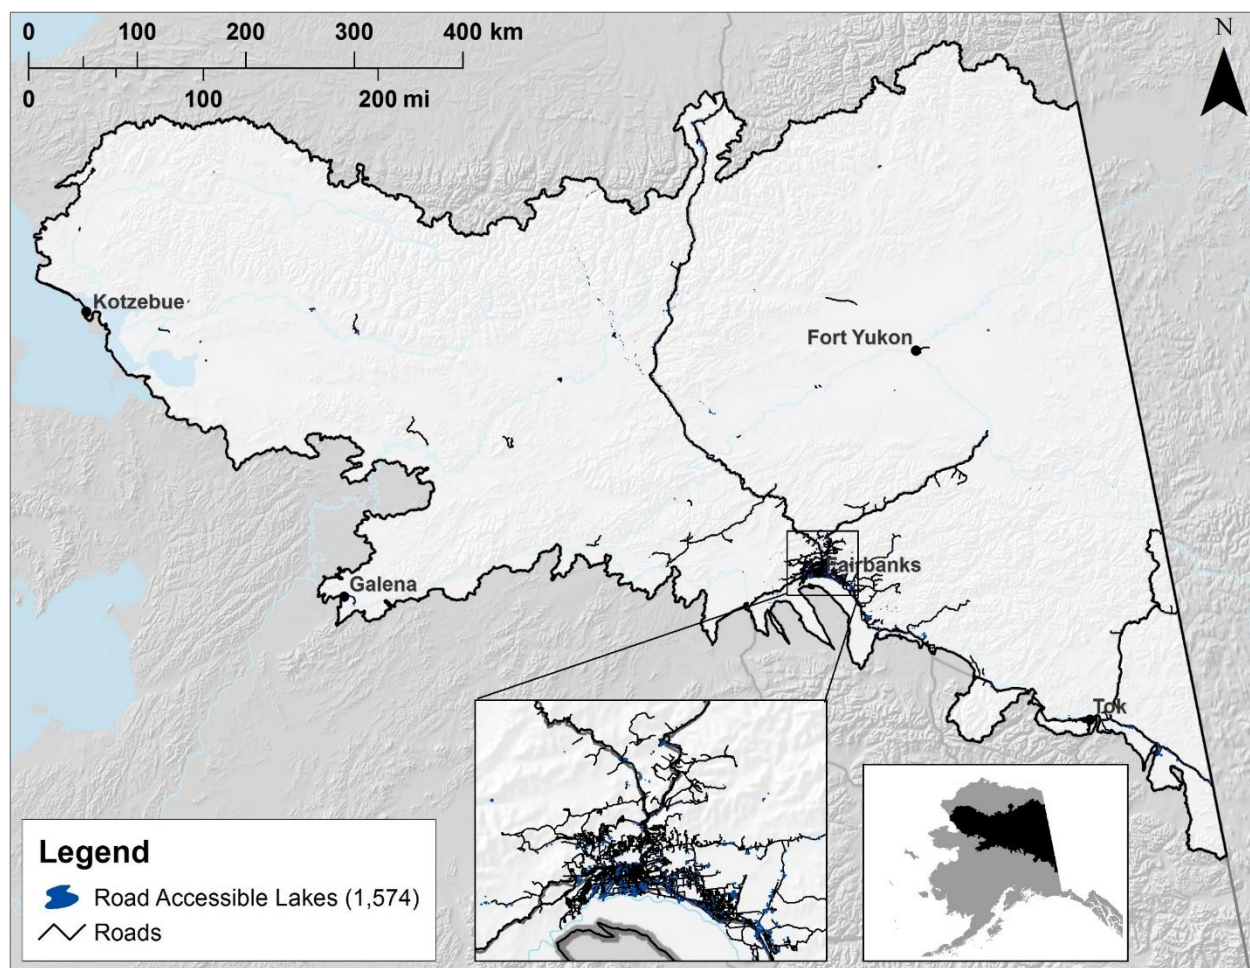 0 100 200 300 400 km
0 100 200 mi
N
Kotzebue
Fort Yukon
Fairbanks
Galena
Tok
Legend
Road Accessible Lakes (1,574)
Roads